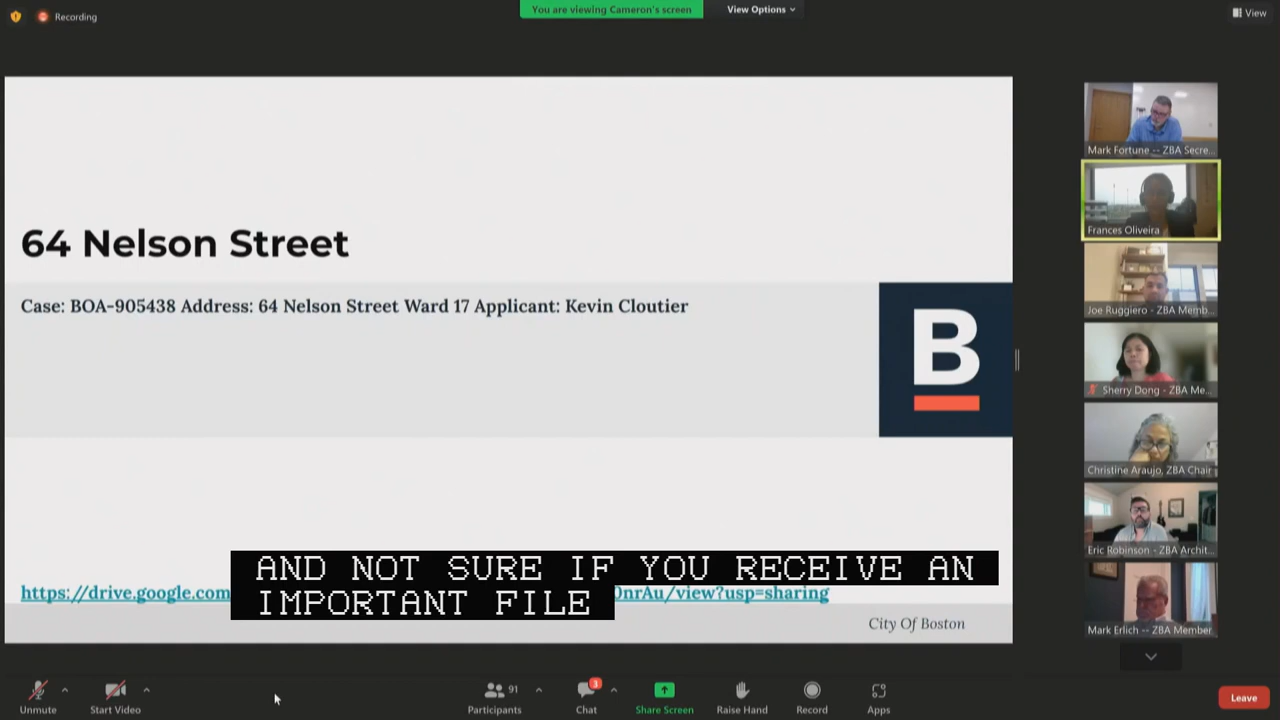 Recording
You are viewing Cameron's screen
View Options
View
64 Nelson Street
Case: BOA-905438 Address: 64 Nelson Street Ward 17 Applicant: Kevin Cloutier
B
AND NOT SURE IF YOU RECEIVE AN
IMPORTANT FILE
https://drive.google.com
0nrAu/view?usp=sharing
City Of Boston
Mark Fortune -- ZBA Secre...
Frances Oliveira
Joe Ruggiero - ZBA Memb...
Sherry Dong - ZBA Me...
Christine Araujo, ZBA Chair
Eric Robinson - ZBA Archit...
Mark Erlich -- ZBA Member
Unmute
Start Video
Participants
91
Chat
3
Share Screen
Raise Hand
Record
Apps
Leave